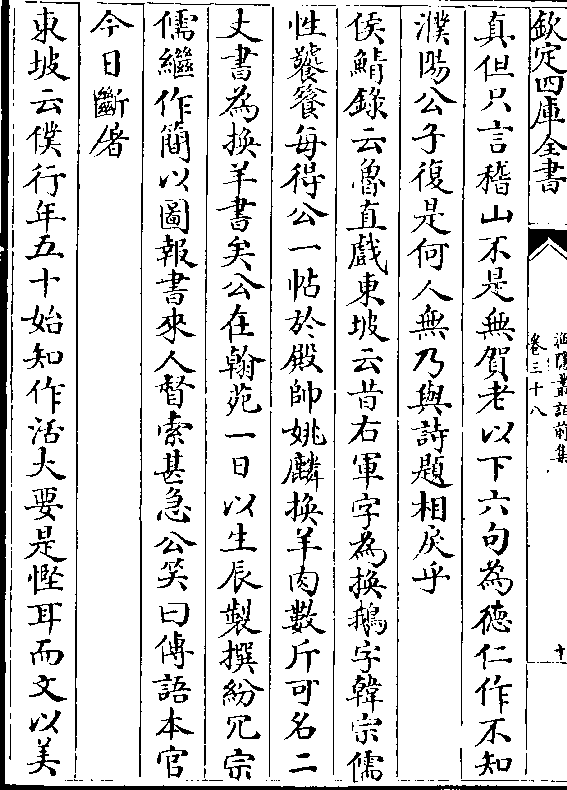 欽定四庫全書
漁隱叢話前集
卷三十八
十
真但只言稽山不是無賀老以下六句為德仁作不知
濮陽公子復是何人無乃與詩題相戾乎
侯鯖錄云魯直戲東坡云昔右軍字為換鵝字韓宗儒
性饕餮每得公一帖於殿帥姚麟換羊肉數斤可名二
丈書為換羊書矣公在翰苑一日以生辰製撰紛冗宗
儒繼作簡以圖報書來人督索甚急公笑曰傳語本官
今日斷屠
東坡云僕行年五十始知作活大要是慳耳而文以美